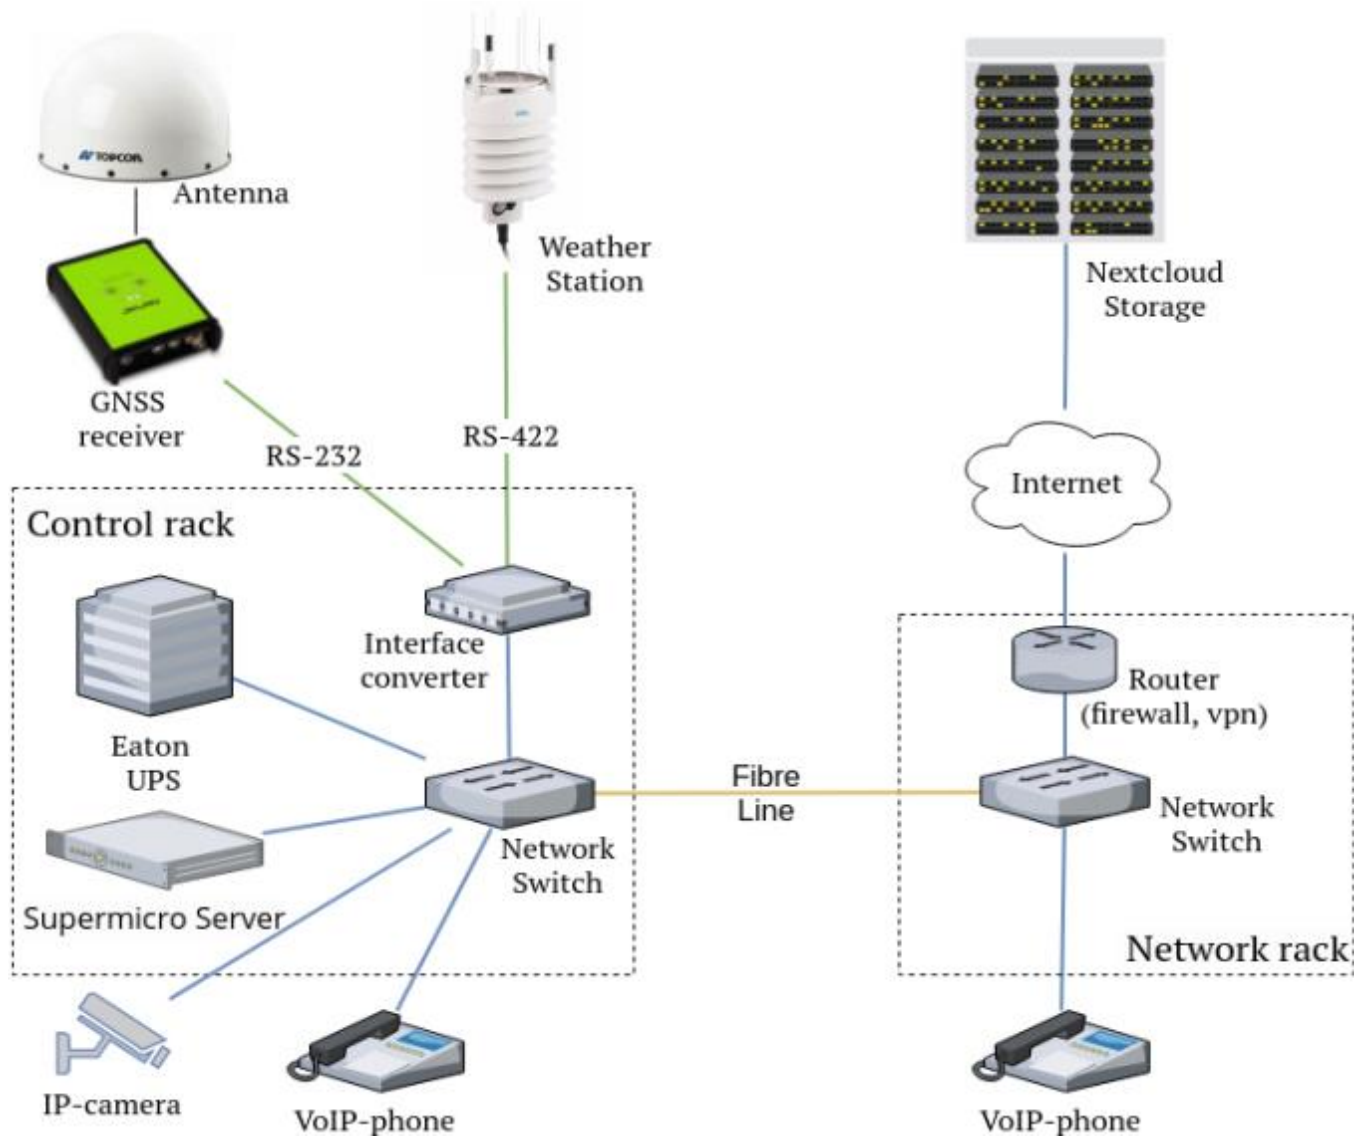 TOPCON
Antenna
Weather
Station
Nextcloud
Storage
GNSS
receiver
RS-232
RS-422
Internet
Control rack
Interface
converter
Router
(firewall, vpn)
Eaton
UPS
Fibre
Line
Network
Switch
Network
Switch
Supermicro Server
Network rack
IP-camera
VoIP-phone
VoIP-phone